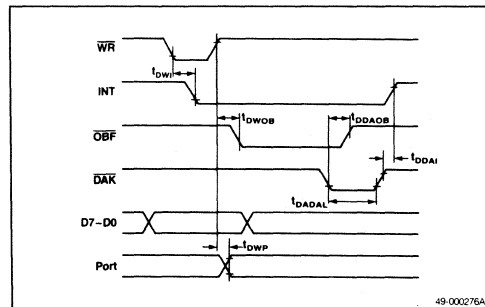 WR
tDWI
INT
tDWOB
tDDAOB
OBF
tDDAI
DAK
tDADAL
D7-D0
tDWP
Port
49-000276A